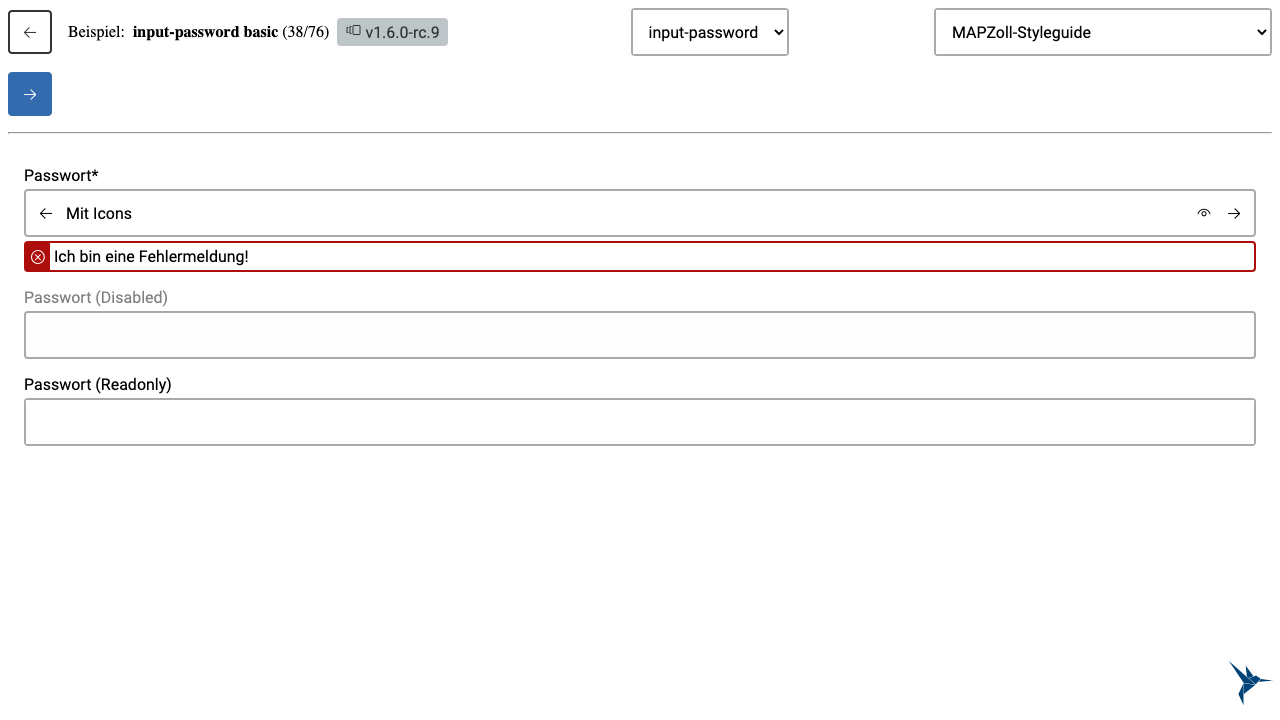 Beispiel: input-password basic (38/76) v1.6.0-rc.9 input-password MAPZoll-Styleguide
Passwort*
Mit Icons
Ich bin eine Fehlermeldung!
Passwort (Disabled)
Passwort (Readonly)